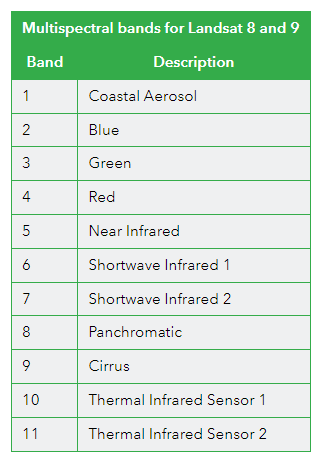 Multispectral bands for Landsat 8 and 9
Band Description
1 Coastal Aerosol
2 Blue
3 Green
4 Red
5 Near Infrared
6 Shortwave Infrared 1
7 Shortwave Infrared 2
8 Panchromatic
9 Cirrus
10 Thermal Infrared Sensor 1
11 Thermal Infrared Sensor 2